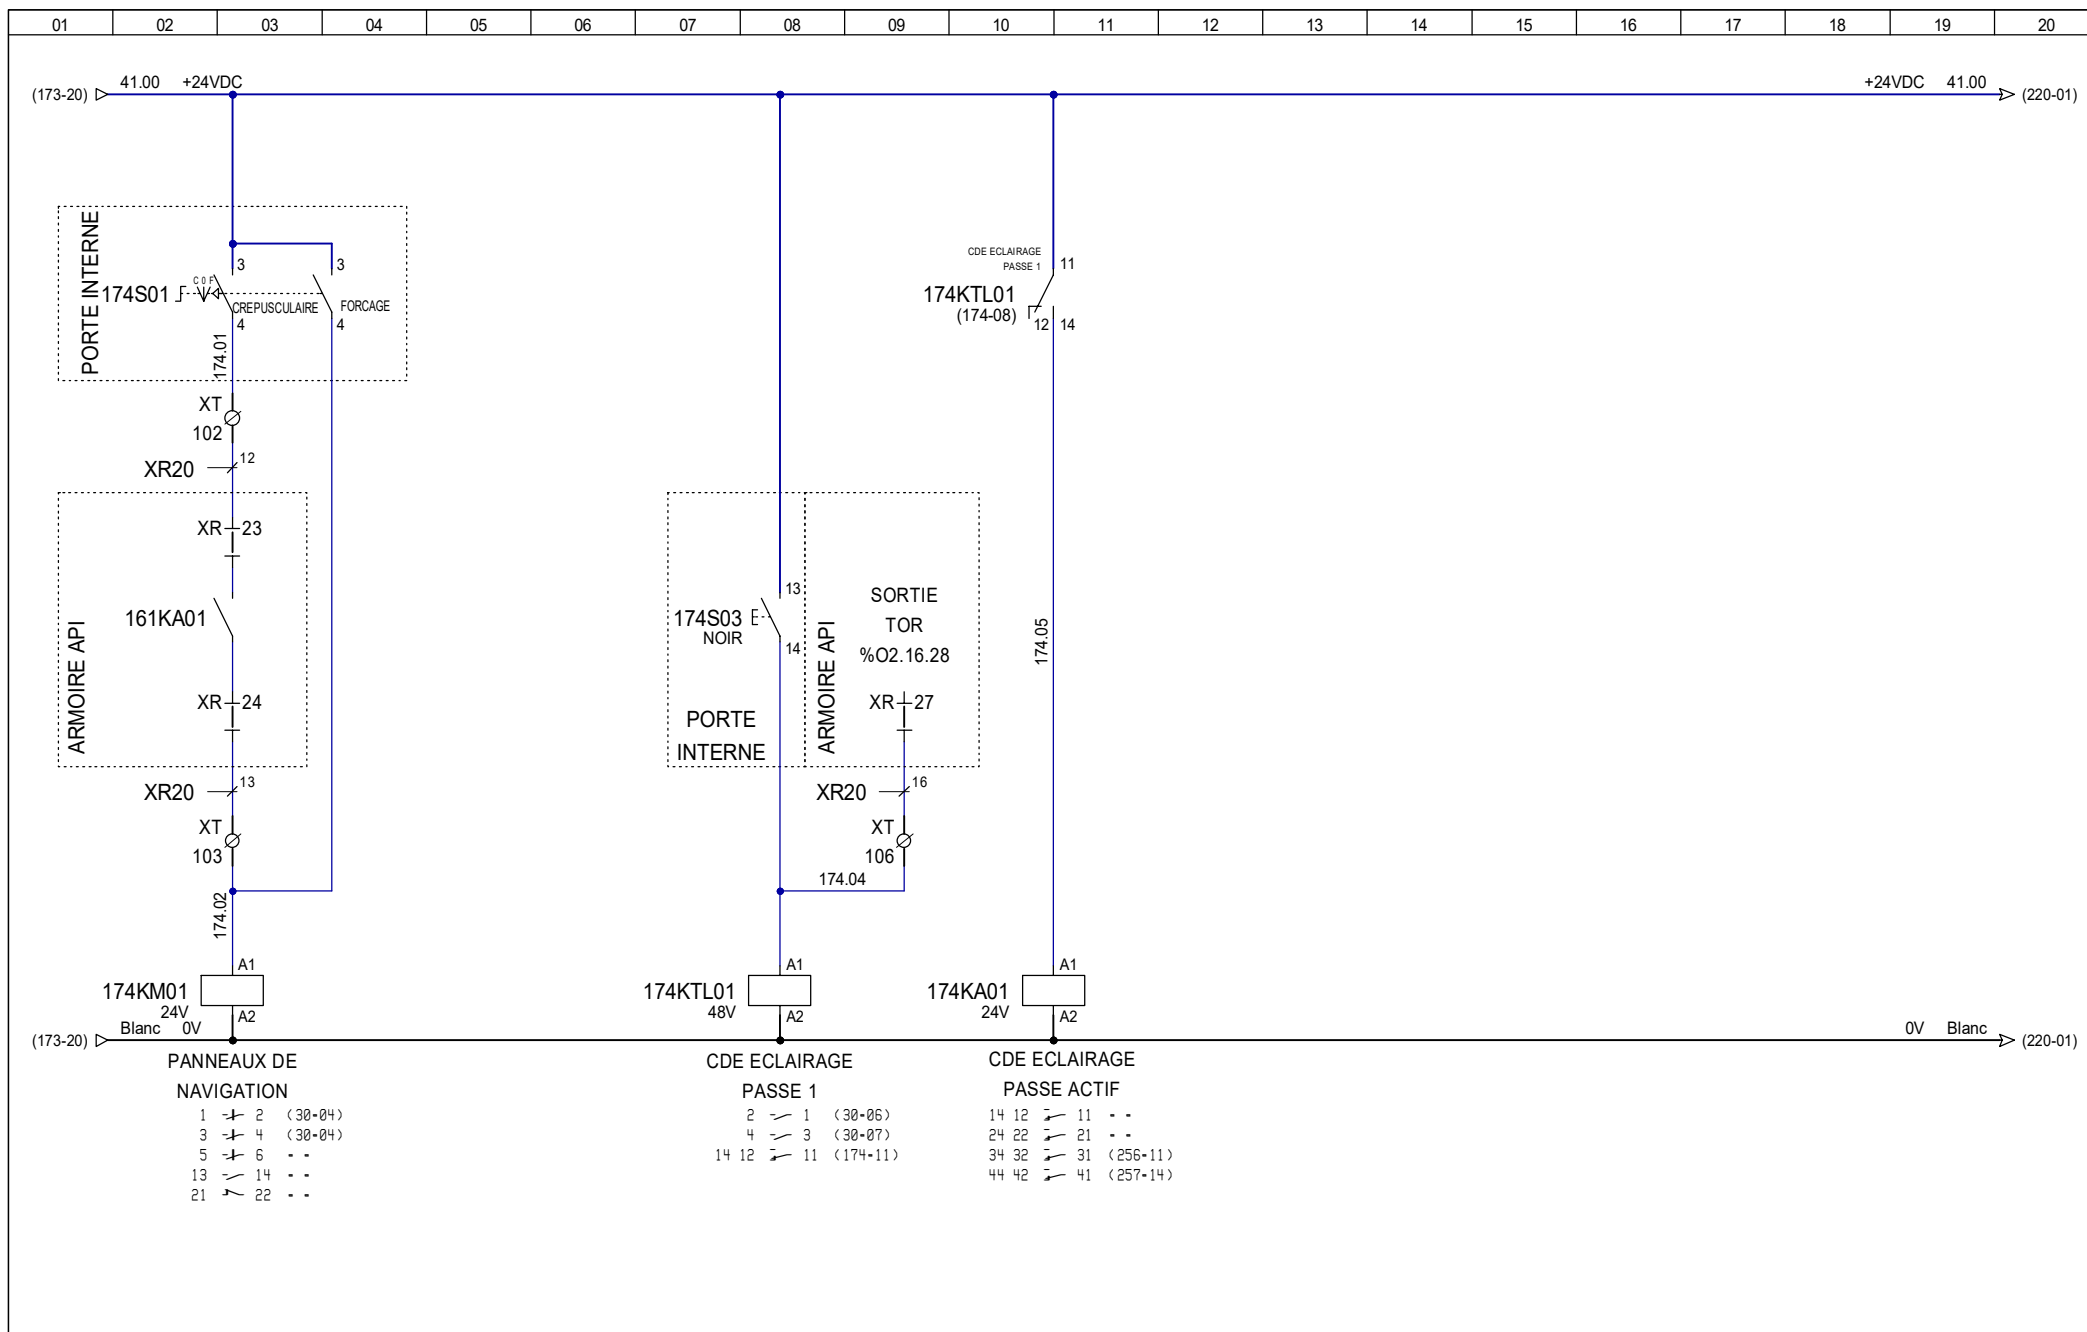 01 02 03 04 05 06 07 08 09 10 11 12 13 14 15 16 17 18 19 20
(173-20) 41.00 +24VDC
+24VDC 41.00 (220-01)
PORTE INTERNE
174S01
C 0 F
3
CREPUSCULAIRE
4
3
FORCAGE
4
174.01
XT
102
XR20
12
ARMOIRE API
XR 23
161KA01
XR 24
XR20
13
XT
103
174.02
A1
174KM01
24V
A2
174S03
NOIR
13
14
PORTE
INTERNE
ARMOIRE API
SORTIE
TOR
%O2.16.28
XR 27
XR20
16
XT
106
174.04
A1
174KTL01
48V
A2
CDE ECLAIRAGE
PASSE 1
11
174KTL01
(174-08)
12 14
174.05
A1
174KA01
24V
A2
(173-20) Blanc 0V
0V Blanc (220-01)
PANNEAUX DE
NAVIGATION
1 2 (30-04)
3 4 (30-04)
5 6 - -
13 14 - -
21 22 - -
CDE ECLAIRAGE
PASSE 1
2 1 (30-06)
4 3 (30-07)
14 12 11 (174-11)
CDE ECLAIRAGE
PASSE ACTIF
14 12 11 - -
24 22 21 - -
34 32 31 (256-11)
44 42 41 (257-14)